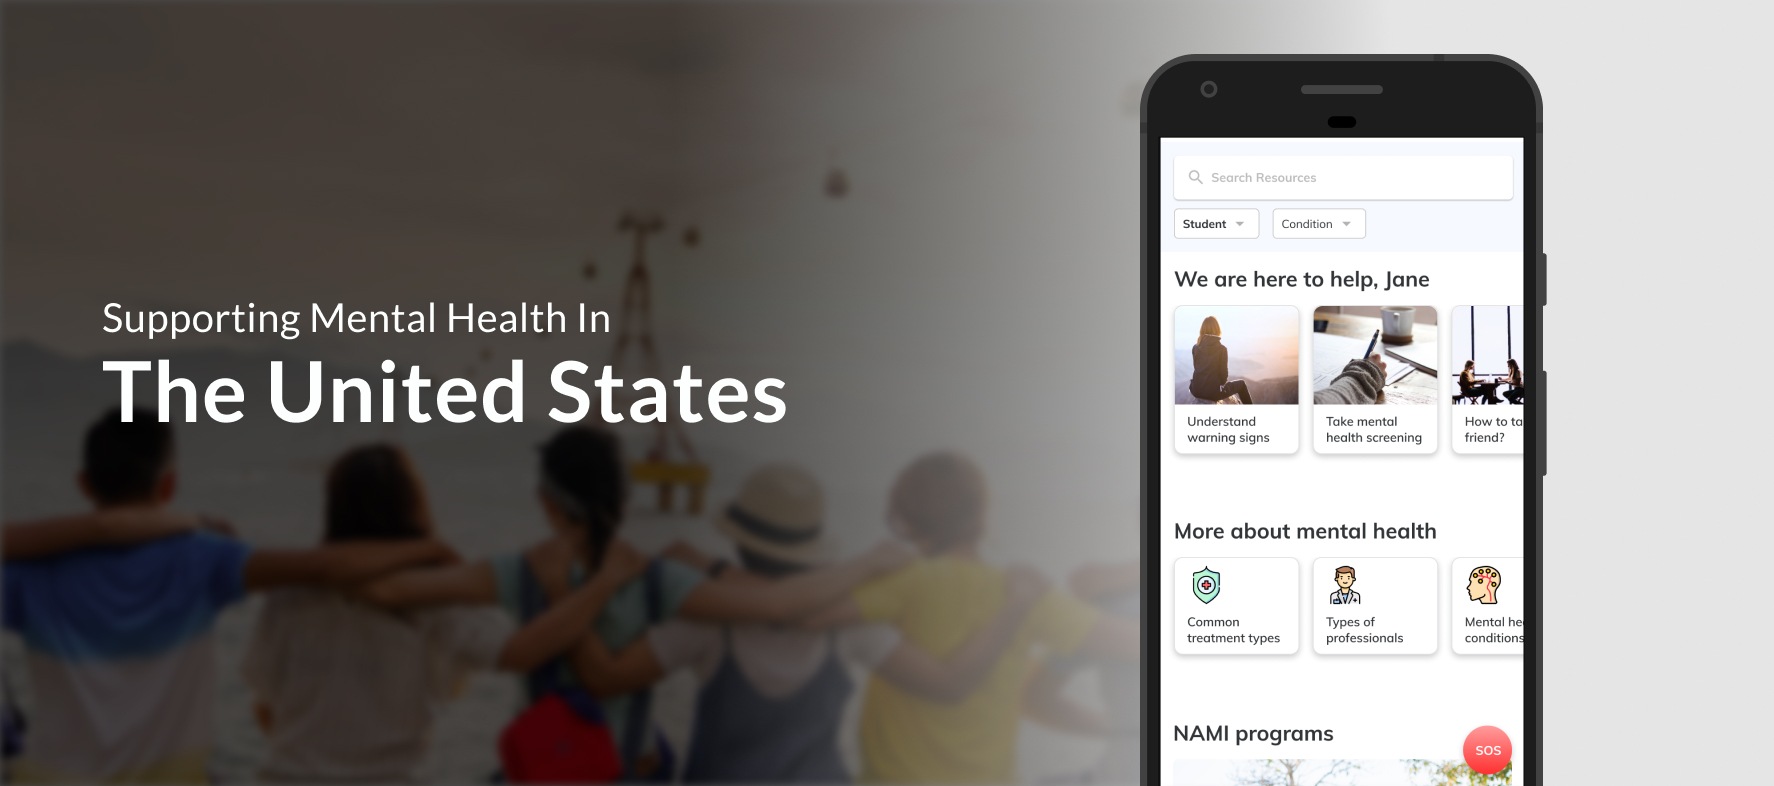 Supporting Mental Health In
The United States
Search Resources
Student
Condition
We are here to help, Jane
Understand
warning signs
Take mental
health screening
How to ta
friend?
More about mental health
Common
treatment types
Types of
professionals
Mental hea
conditions
NAMI programs
SOS